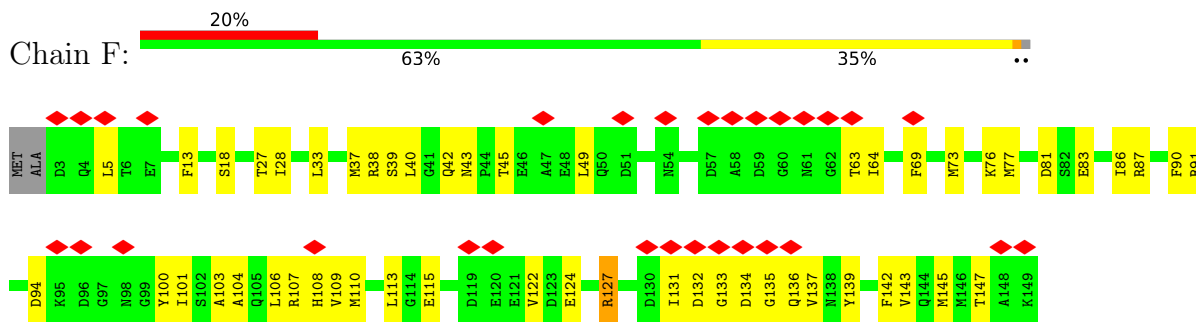 20%
Chain F:
63% 35% ••
MET ALA D3 Q4 L5 T6 E7 F13 S18 T27 I28 L33 M37 R38 S39 L40 G41 Q42 N43 P44 T45 E46 A47 E48 L49 Q50 D51 N54 D57 A58 D59 G60 N61 G62 T63 I64 F69 M73 K76 M77 D81 S82 E83 I86 R87 F90 R91
D94 K95 D96 G97 N98 G99 Y100 I101 S102 A103 A104 Q105 L106 R107 H108 V109 M110 L113 G114 E115 D119 E120 E121 V122 D123 E124 R127 D130 I131 D132 G133 D134 G135 Q136 V137 N138 Y139 F142 V143 Q144 M145 M146 T147 A148 K149